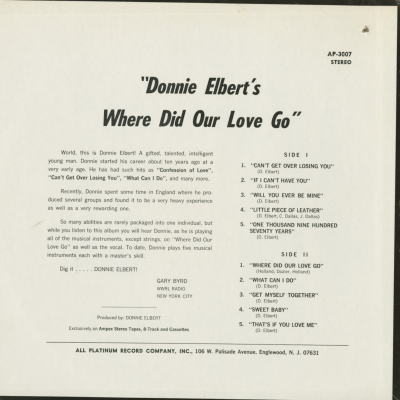 AP-3007
STEREO
"Donnie Elbert's
Where Did Our Love Go"
World, this is Donnie Elbert! A gifted, talented, intelligent
young man. Donnie started his career about ten years ago at a
very early age. He has had such hits as "Confession of Love",
"Can't Get Over Losing You", "What Can I Do", and many more.
Recently, Donnie spent some time in England where he pro-
duced several groups and found it to be a very heavy experience
as well as a very rewarding one.
So many abilities are rarely packaged into one individual, but
while you listen to this album you will hear Donnie, as he is playing
all of the musical instruments, except strings; on "Where Did Our
Love Go" as well as the vocal. To date, Donnie plays five musical
instruments each with a master's skill.
Dig it . . . . . DONNIE ELBERT!
GARY BYRD
WWRL RADIO
NEW YORK CITY
Produced by: DONNIE ELBERT
Exclusively on Ampex Stereo Tapes, 8 Track and Cassettes
SIDE I
1. "CAN'T GET OVER LOSING YOU"
(D. Elbert)
2. "IF I CAN'T HAVE YOU"
(D. Elbert)
3. "WILL YOU EVER BE MINE"
(D. Elbert)
4. "LITTLE PIECE OF LEATHER"
(D. Elbert, C. Dallas, J. Dallas)
5. "ONE THOUSAND NINE HUNDRED
SEVENTY YEARS"
(D. Elbert)
SIDE II
1. "WHERE DID OUR LOVE GO"
(Holland, Dozier, Holland)
2. "WHAT CAN I DO"
(D. Elbert)
3. "GET MYSELF TOGETHER"
(D. Elbert)
4. "SWEET BABY"
(D. Elbert)
5. "THAT'S IF YOU LOVE ME"
(D. Elbert)
ALL PLATINUM RECORD COMPANY, INC., 106 W. Palisade Avenue, Englewood, N. J. 07631